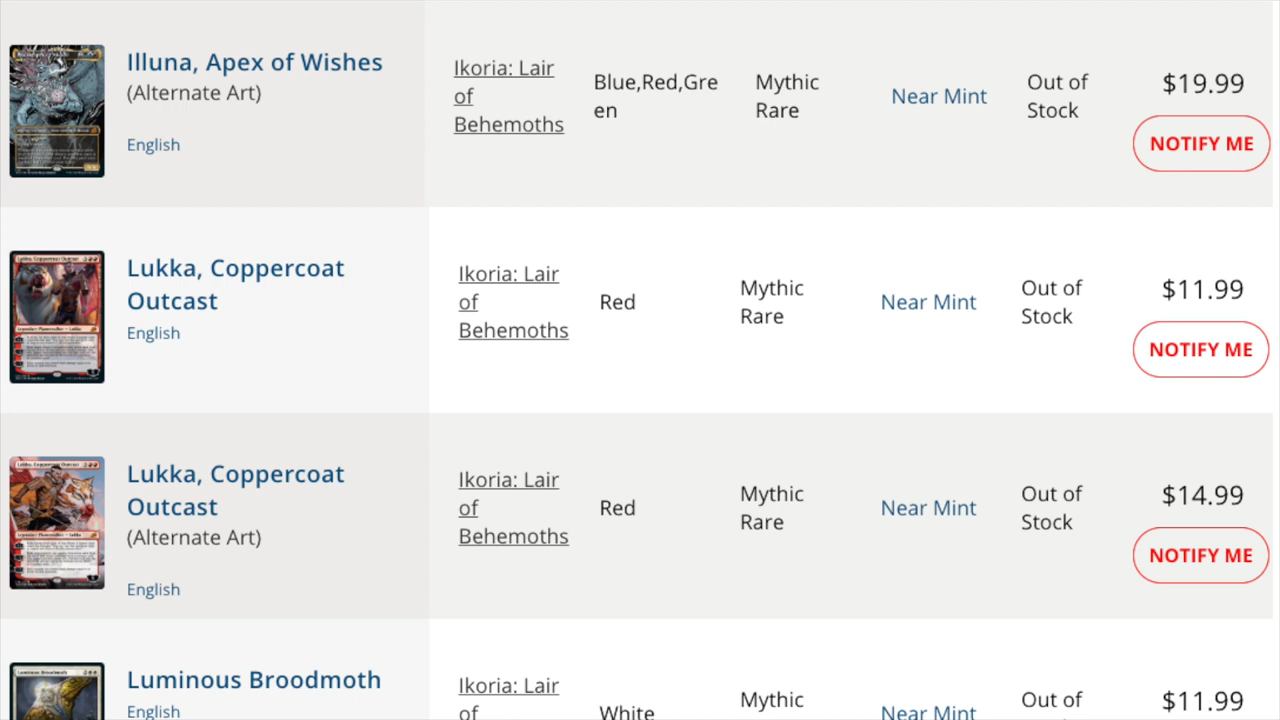 Illuna, Apex of Wishes
(Alternate Art)
English
Ikoria: Lair
of
Behemoths
Blue,Red,Gre
en
Mythic
Rare
Near Mint
Out of
Stock
$19.99
NOTIFY ME
Lukka, Coppercoat
Outcast
English
Ikoria: Lair
of
Behemoths
Red
Mythic
Rare
Near Mint
Out of
Stock
$11.99
NOTIFY ME
Lukka, Coppercoat
Outcast
(Alternate Art)
English
Ikoria: Lair
of
Behemoths
Red
Mythic
Rare
Near Mint
Out of
Stock
$14.99
NOTIFY ME
Luminous Broodmoth
Luminous Broodmoth
English
Ikoria: Lair
of
White
Mythic
Near Mint
Out of
$11.99